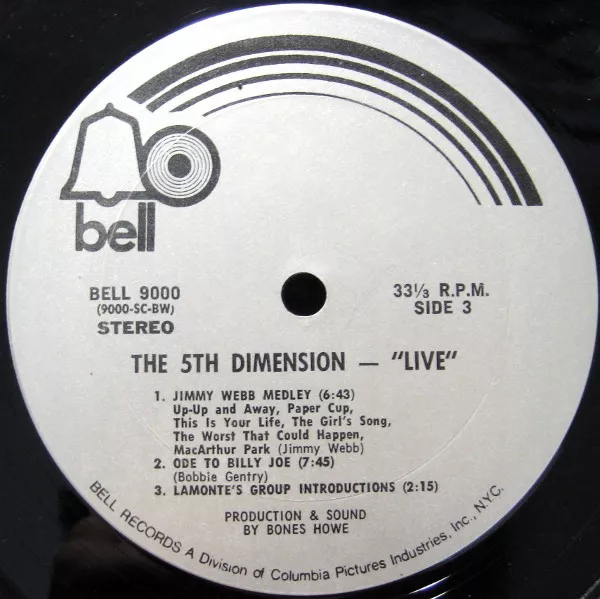 bell
BELL 9000
(9000-SC-BW)
STEREO
33⅓ R.P.M.
SIDE 3
THE 5TH DIMENSION — "LIVE"
1. JIMMY WEBB MEDLEY (6:43)
Up-Up and Away, Paper Cup,
This Is Your Life, The Girl's Song,
The Worst That Could Happen,
MacArthur Park (Jimmy Webb)
2. ODE TO BILLY JOE (7:45)
(Bobbie Gentry)
3. LAMONTE'S GROUP INTRODUCTIONS (2:15)
PRODUCTION & SOUND
BY BONES HOWE
BELL RECORDS A Division of Columbia Pictures Industries, Inc., N.Y.C.